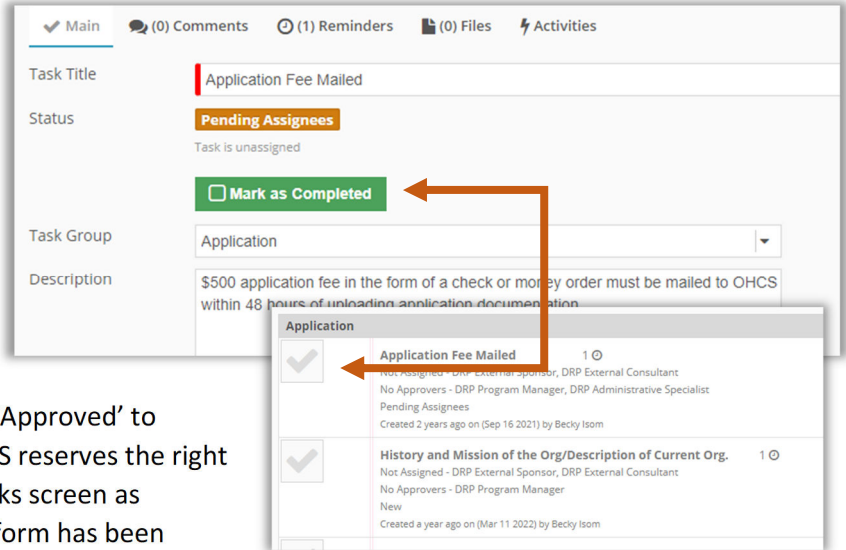 Main (0) Comments (1) Reminders (0) Files Activities
Task Title Application Fee Mailed
Status Pending Assignees
Task is unassigned
Mark as Completed
Task Group Application
Description $500 application fee in the form of a check or money order must be mailed to OHCS
within 48 hours of uploading application documentation
Application
Application Fee Mailed 1
Not Assigned - DRP External Sponsor, DRP External Consultant
No Approvers - DRP Program Manager, DRP Administrative Specialist
Pending Assignees
Created 2 years ago on (Sep 16 2021) by Becky Isom
History and Mission of the Org/Description of Current Org. 1
Not Assigned - DRP External Sponsor, DRP External Consultant
No Approvers - DRP Program Manager
New
Created a year ago on (Mar 11 2022) by Becky Isom
Approved’ to
S reserves the right
ks screen as
form has been